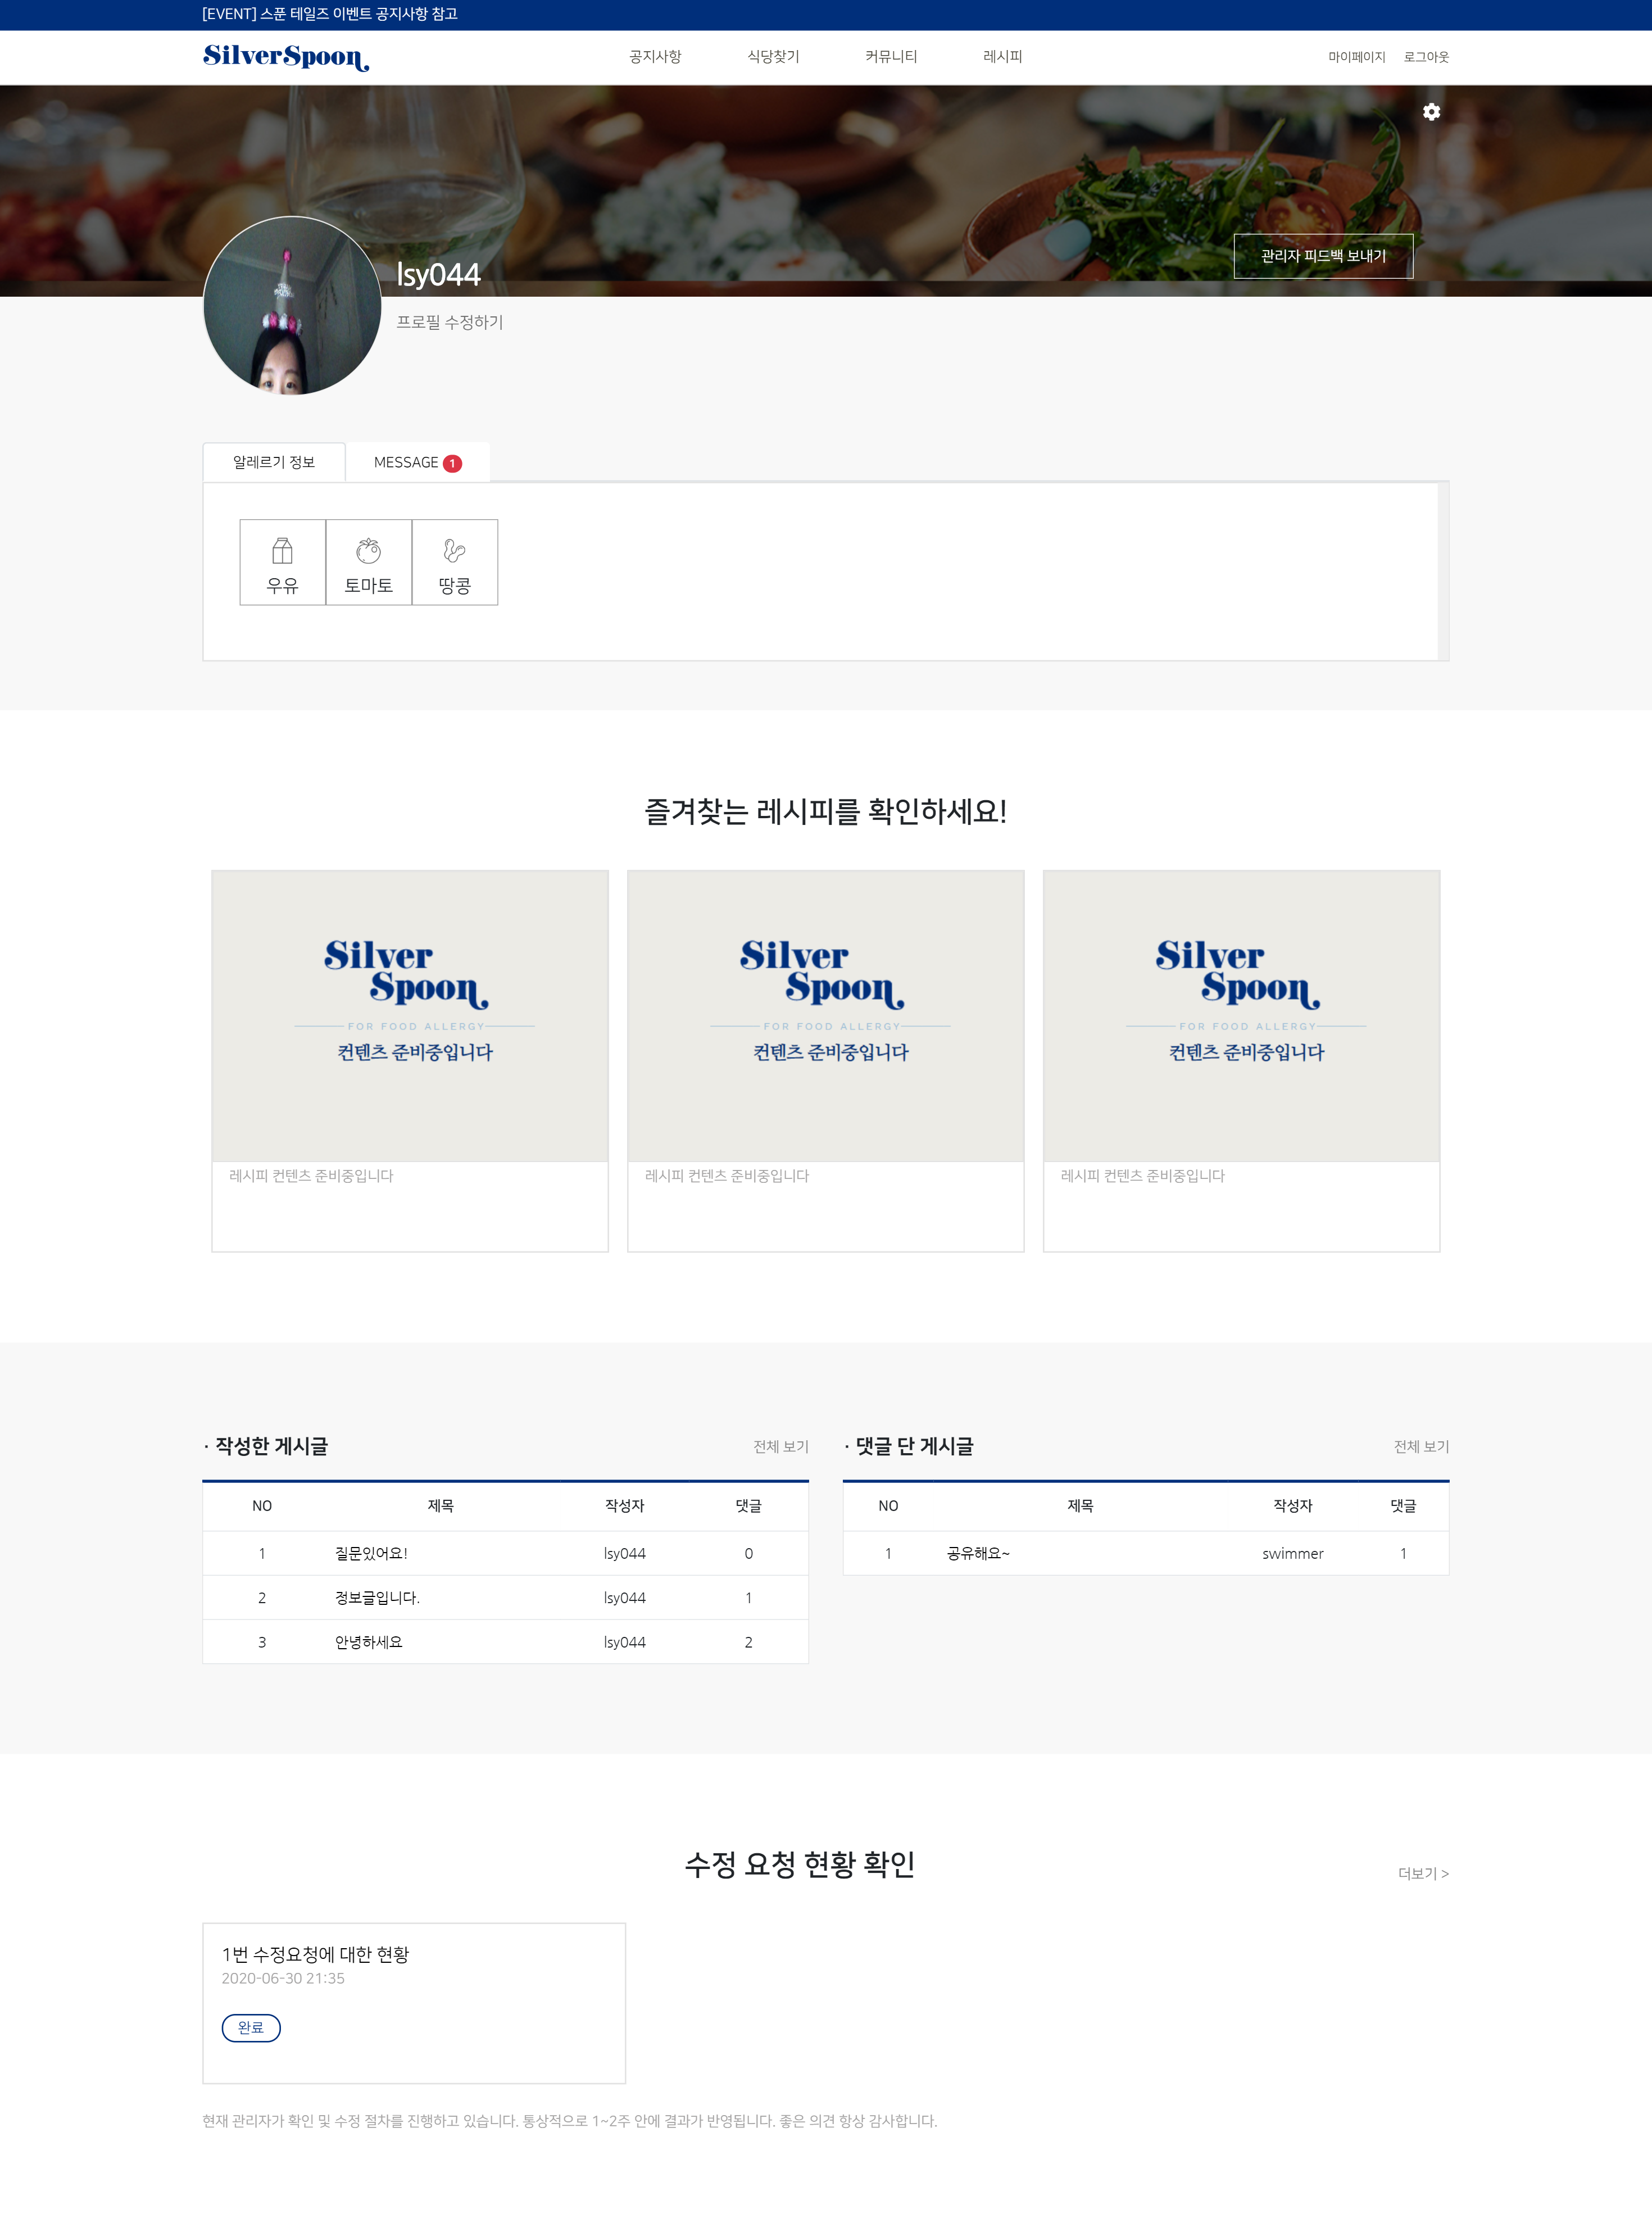 [EVENT] 스푼 테일즈 이벤트 공지사항 참고
SilverSpoon 공지사항 식당찾기 커뮤니티 레시피 마이페이지 로그아웃
관리자 피드백 보내기
lsy044
프로필 수정하기
알레르기 정보 MESSAGE 1
우유 토마토 땅콩
즐겨찾는 레시피를 확인하세요!
Silver
Spoon
FOR FOOD ALLERGY
컨텐츠 준비중입니다
레시피 컨텐츠 준비중입니다
Silver
Spoon
FOR FOOD ALLERGY
컨텐츠 준비중입니다
레시피 컨텐츠 준비중입니다
Silver
Spoon
FOR FOOD ALLERGY
컨텐츠 준비중입니다
레시피 컨텐츠 준비중입니다
· 작성한 게시글 전체 보기
NO 제목 작성자 댓글
1 질문있어요! lsy044 0
2 정보글입니다. lsy044 1
3 안녕하세요 lsy044 2
· 댓글 단 게시글 전체 보기
NO 제목 작성자 댓글
1 공유해요~ swimmer 1
수정 요청 현황 확인
더보기 >
1번 수정요청에 대한 현황
2020-06-30 21:35
완료
현재 관리자가 확인 및 수정 절차를 진행하고 있습니다. 통상적으로 1~2주 안에 결과가 반영됩니다. 좋은 의견 항상 감사합니다.